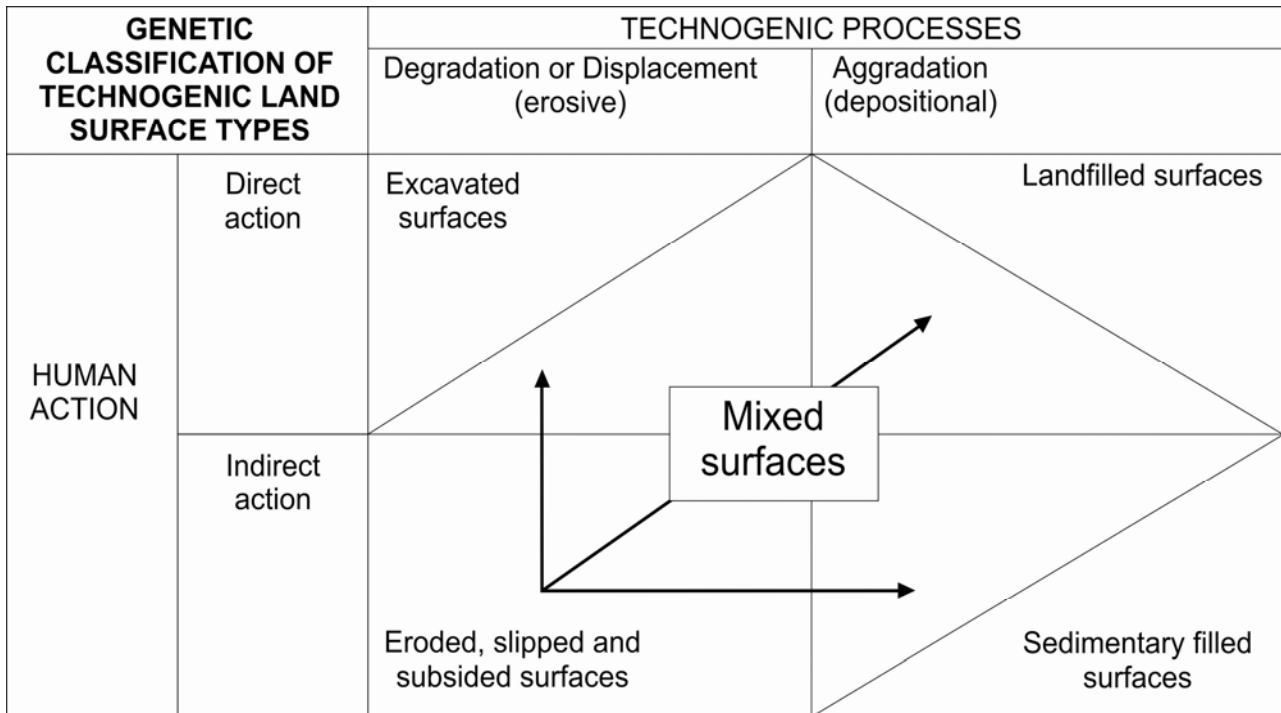 GENETIC
CLASSIFICATION OF
TECHNOGENIC LAND
SURFACE TYPES
TECHNOGENIC PROCESSES
Degradation or Displacement
(erosive)
Aggradation
(depositional)
HUMAN
ACTION
Direct
action
Excavated
surfaces
Landfilled surfaces
Mixed
surfaces
Indirect
action
Eroded, slipped and
subsided surfaces
Sedimentary filled
surfaces